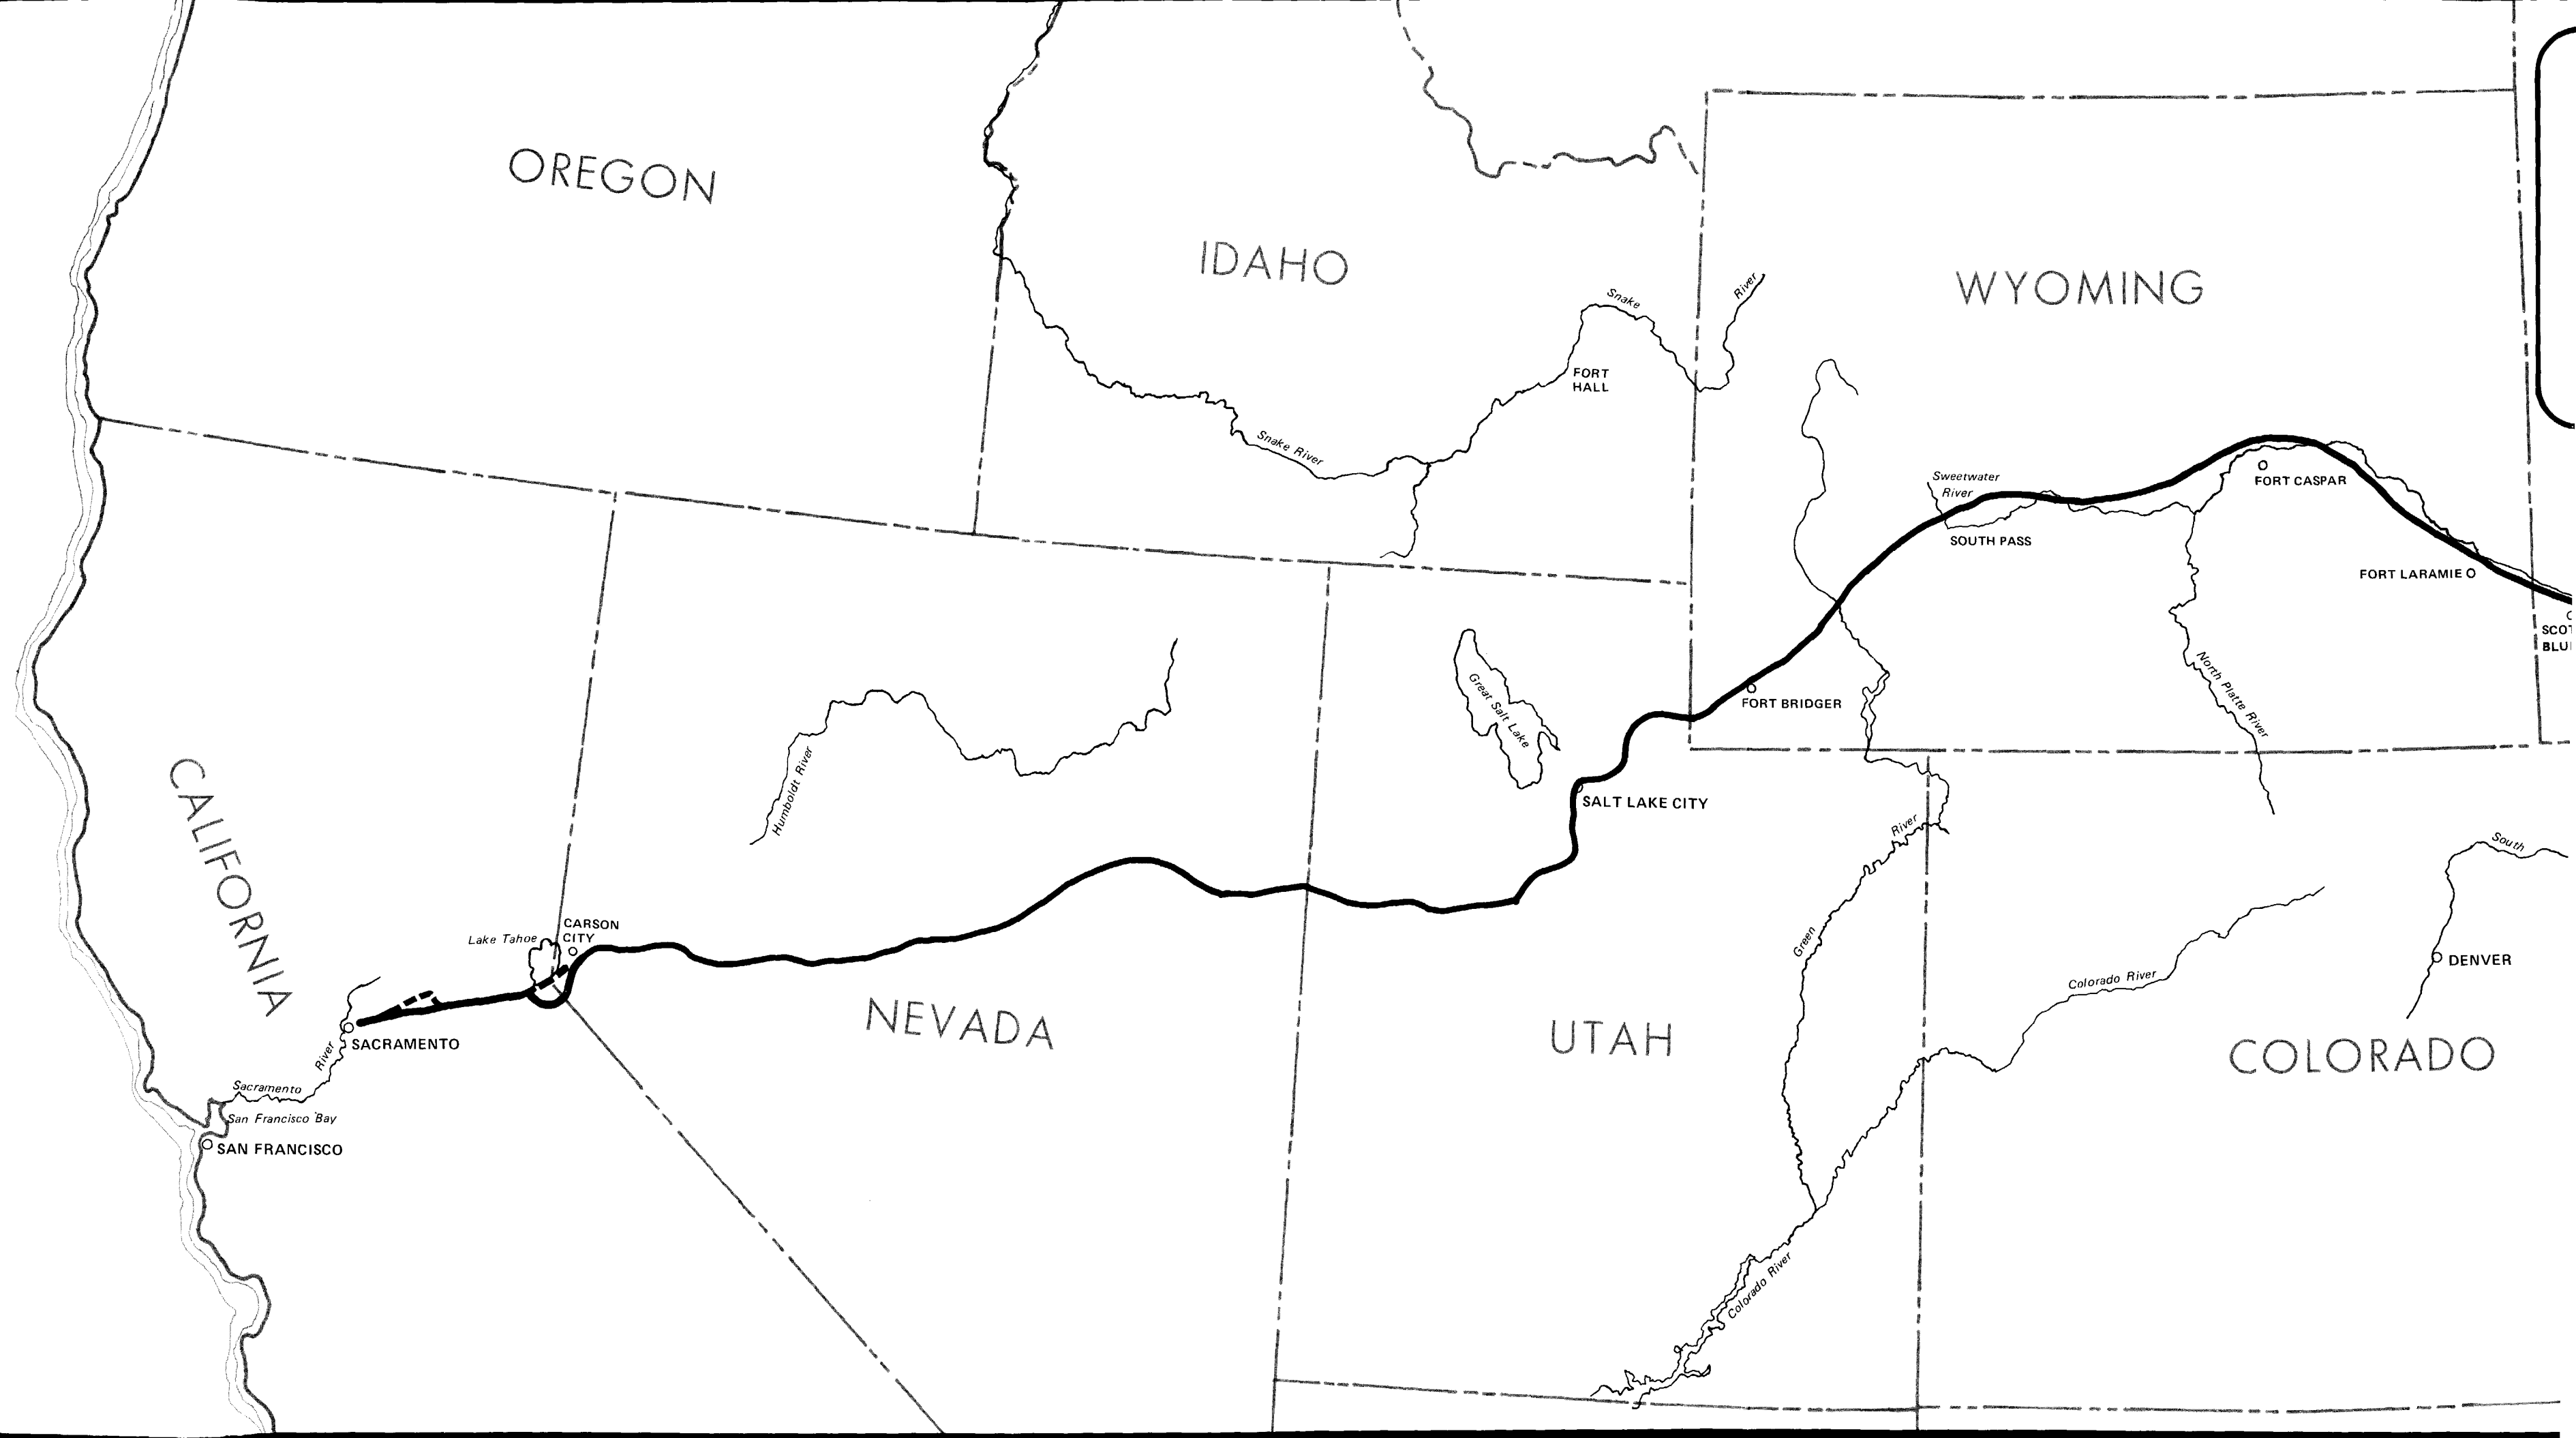 OREGON
IDAHO
WYOMING
Snake
River
FORT
HALL
Snake River
Sweetwater
River
SOUTH PASS
FORT CASPAR
FORT LARAMIE
SCOT
BLU
North Platte River
FORT BRIDGER
Great Salt Lake
SALT LAKE CITY
Humboldt River
CALIFORNIA
CARSON
CITY
Lake Tahoe
River
Green
South
DENVER
Colorado River
NEVADA
UTAH
COLORADO
SACRAMENTO
River
Sacramento
San Francisco Bay
SAN FRANCISCO
Colorado River